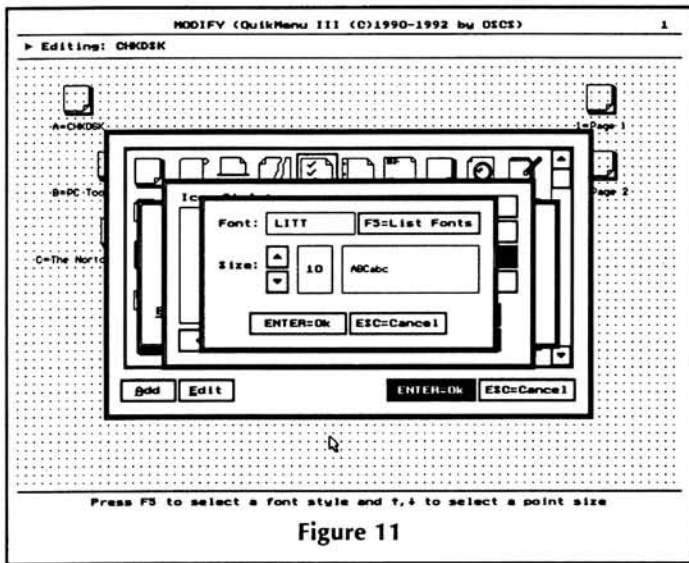 MODIFY (QuikMenu III (C)1990-1992 by OSCS) 1
▶ Editing: CHKDSK
A=CHKDSK
1=Page 1
B=PC Too
Page 2
C=The Norto
Font: LITT F5=List Fonts
Size: 10 ABCabc
ENTER=Ok ESC=Cancel
Add Edit ENTER=Ok ESC=Cancel
Press F5 to select a font style and ↑,↓ to select a point size
Figure 11